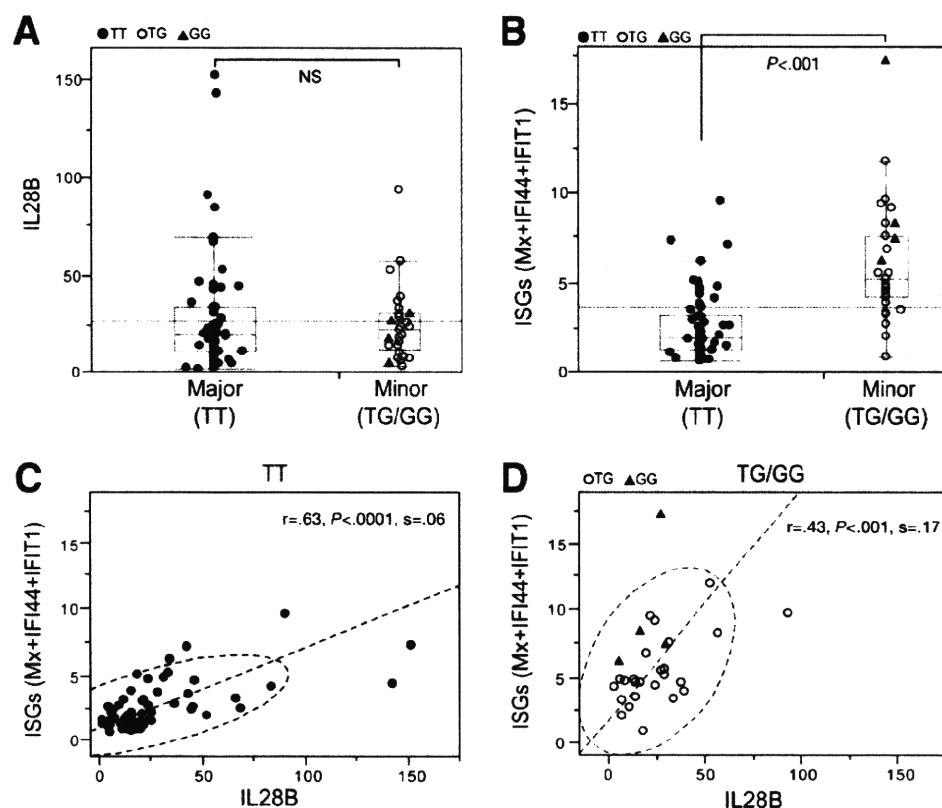 A
●TT ○TG ▲GG
NS
IL28B
150
100
50
0
Major
(TT)
Minor
(TG/GG)
B
●TT ○TG ▲GG
P<.001
ISGs (Mx+IFI44+IFIT1)
15
10
5
0
Major
(TT)
Minor
(TG/GG)
C
TT
r=.63, P<.0001, s=.06
ISGs (Mx+IFI44+IFIT1)
15
10
5
0
0 50 100 150
IL28B
D
TG/GG
○TG ▲GG
r=.43, P<.001, s=.17
ISGs (Mx+IFI44+IFIT1)
15
10
5
0
0 50 100 150
IL28B